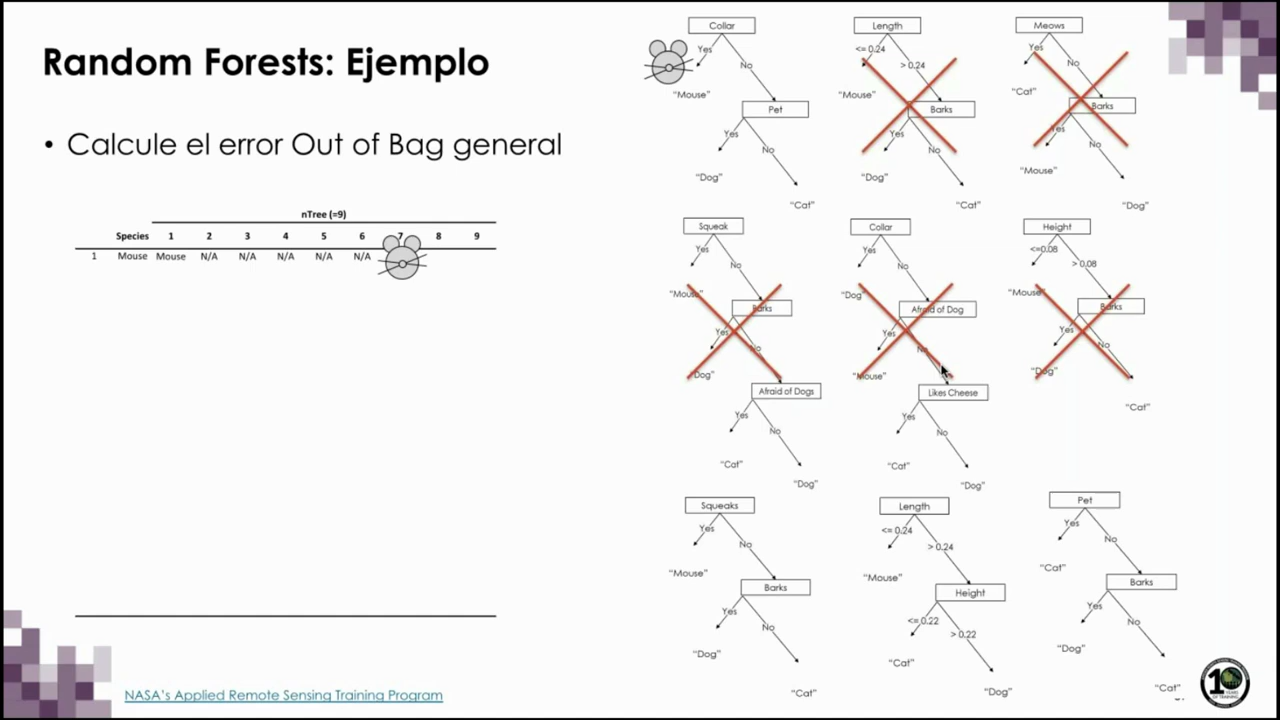 Random Forests: Ejemplo
• Calcule el error Out of Bag general
nTree (=9)
Species 1 2 3 4 5 6 7 8 9
1 Mouse Mouse N/A N/A N/A N/A N/A
NASA's Applied Remote Sensing Training Program
Collar
Yes
No
"Mouse"
Pet
Yes
No
"Dog"
"Cat"
Length
<= 0.24
> 0.24
"Mouse"
Barks
Yes
No
"Dog"
"Cat"
Meows
Yes
No
"Cat"
Barks
Yes
No
"Mouse"
"Dog"
Squeak
Yes
No
"Mouse"
Barks
Yes
No
"Dog"
Afraid of Dogs
Yes
No
"Cat"
"Dog"
Collar
Yes
No
"Dog"
Afraid of Dog
Yes
No
"Mouse"
Likes Cheese
Yes
No
"Cat"
"Dog"
Height
<=0.08
> 0.08
"Mouse"
Barks
Yes
No
"Dog"
"Cat"
Squeaks
Yes
No
"Mouse"
Barks
Yes
No
"Dog"
"Cat"
Length
<= 0.24
> 0.24
"Mouse"
Height
<= 0.22
> 0.22
"Cat"
"Dog"
Pet
Yes
No
"Cat"
Barks
Yes
No
"Dog"
"Cat"